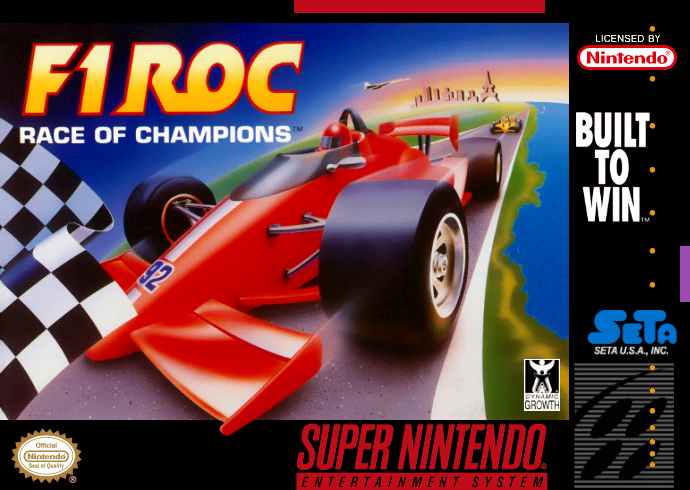 F1 ROC
RACE OF CHAMPIONS™
92
DYNAMIC
GROWTH
Official
Nintendo
Seal of Quality
®
SUPER NINTENDO®
ENTERTAINMENT SYSTEM
LICENSED BY
Nintendo®
BUILT
TO
WIN™
SETA
SETA U.S.A., INC.